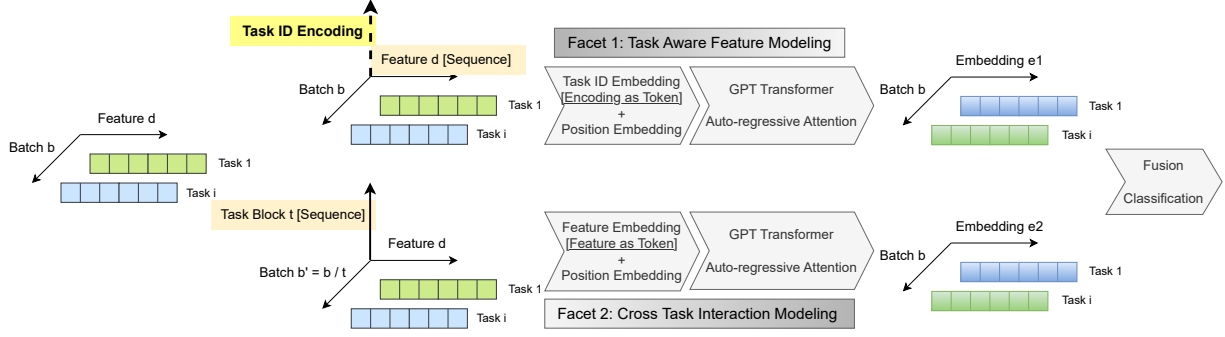 Task ID Encoding
Feature d [Sequence]
Batch b
Task 1
Task i
Facet 1: Task Aware Feature Modeling
Task ID Embedding
[Encoding as Token]
+
Position Embedding
GPT Transformer
Auto-regressive Attention
Embedding e1
Batch b
Task 1
Task i
Feature d
Batch b
Task 1
Task i
Fusion
Classification
Task Block t [Sequence]
Feature d
Batch b' = b / t
Task 1
Task i
Feature Embedding
[Feature as Token]
+
Position Embedding
GPT Transformer
Auto-regressive Attention
Facet 2: Cross Task Interaction Modeling
Embedding e2
Batch b
Task 1
Task i